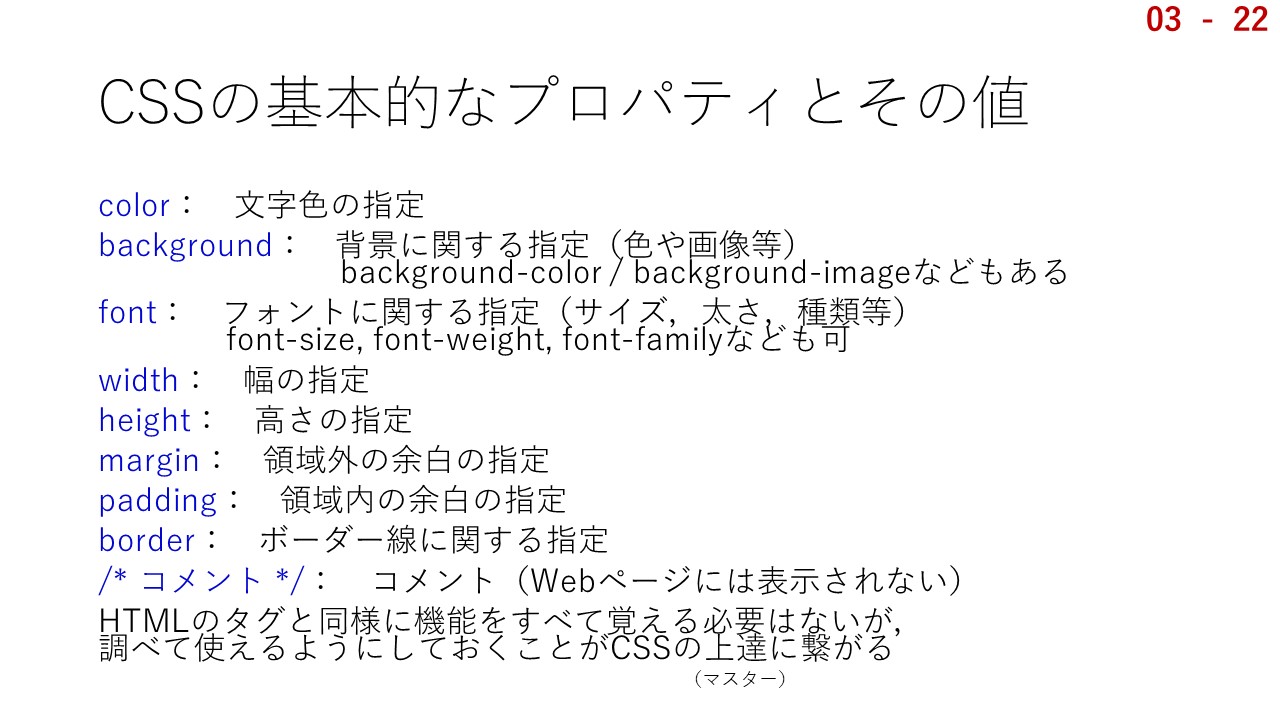 03 - 22
CSSの基本的なプロパティとその値
color： 文字色の指定
background： 背景に関する指定（色や画像等）
background-color / background-imageなどもある
font： フォントに関する指定（サイズ，太さ，種類等）
font-size, font-weight, font-familyなども可
width： 幅の指定
height： 高さの指定
margin： 領域外の余白の指定
padding： 領域内の余白の指定
border： ボーダー線に関する指定
/* コメント */： コメント（Webページには表示されない）
HTMLのタグと同様に機能をすべて覚える必要はないが，
調べて使えるようにしておくことがCSSの上達に繋がる
（マスター）